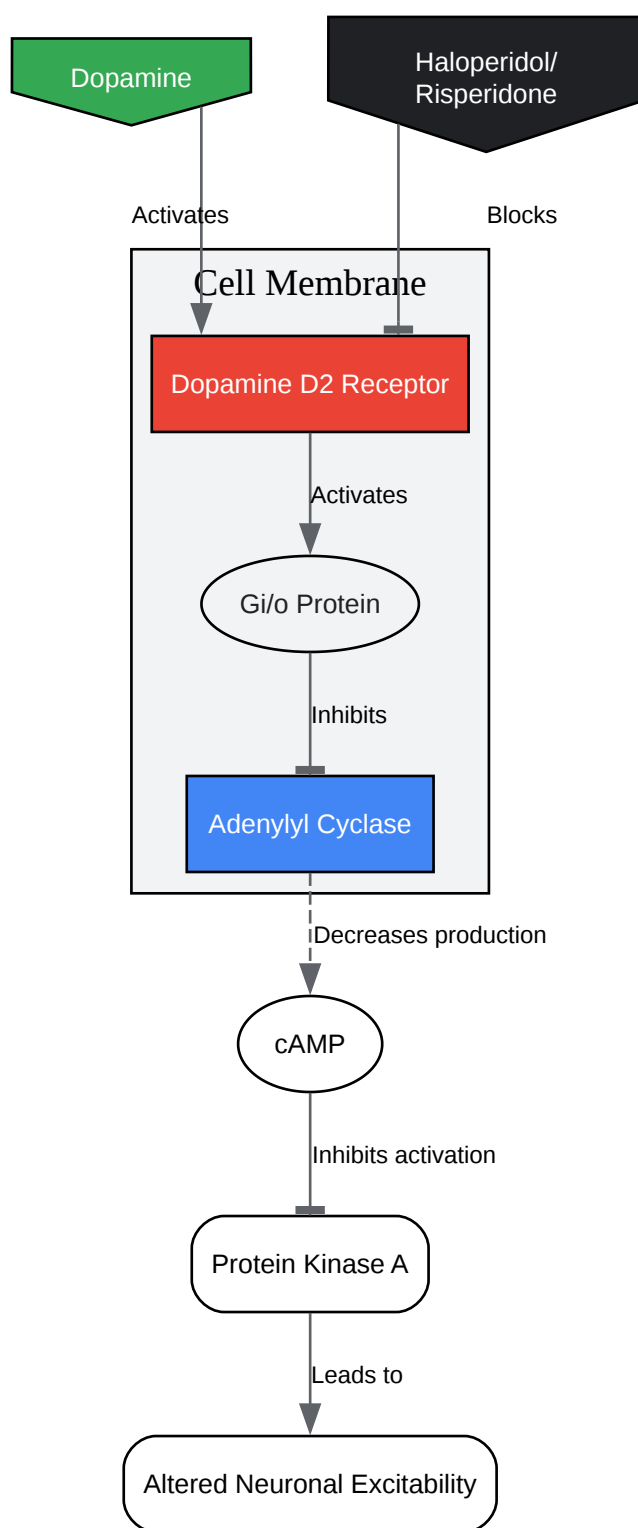 Dopamine
Haloperidol/
Risperidone
Activates
Blocks
Cell Membrane
Dopamine D2 Receptor
Activates
Gi/o Protein
Inhibits
Adenylyl Cyclase
Decreases production
cAMP
Inhibits activation
Protein Kinase A
Leads to
Altered Neuronal Excitability